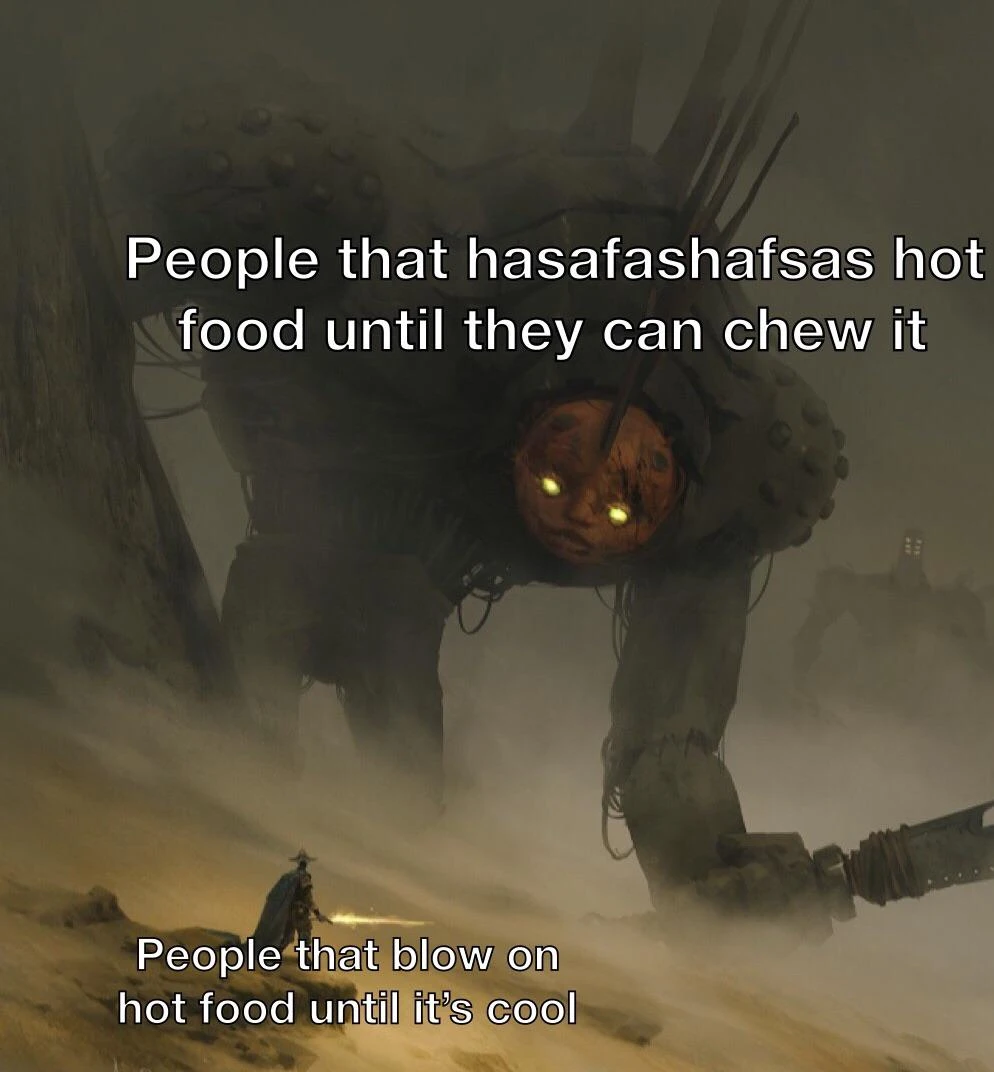 People that hasafashafsas hot
food until they can chew it
People that blow on
hot food until it’s cool